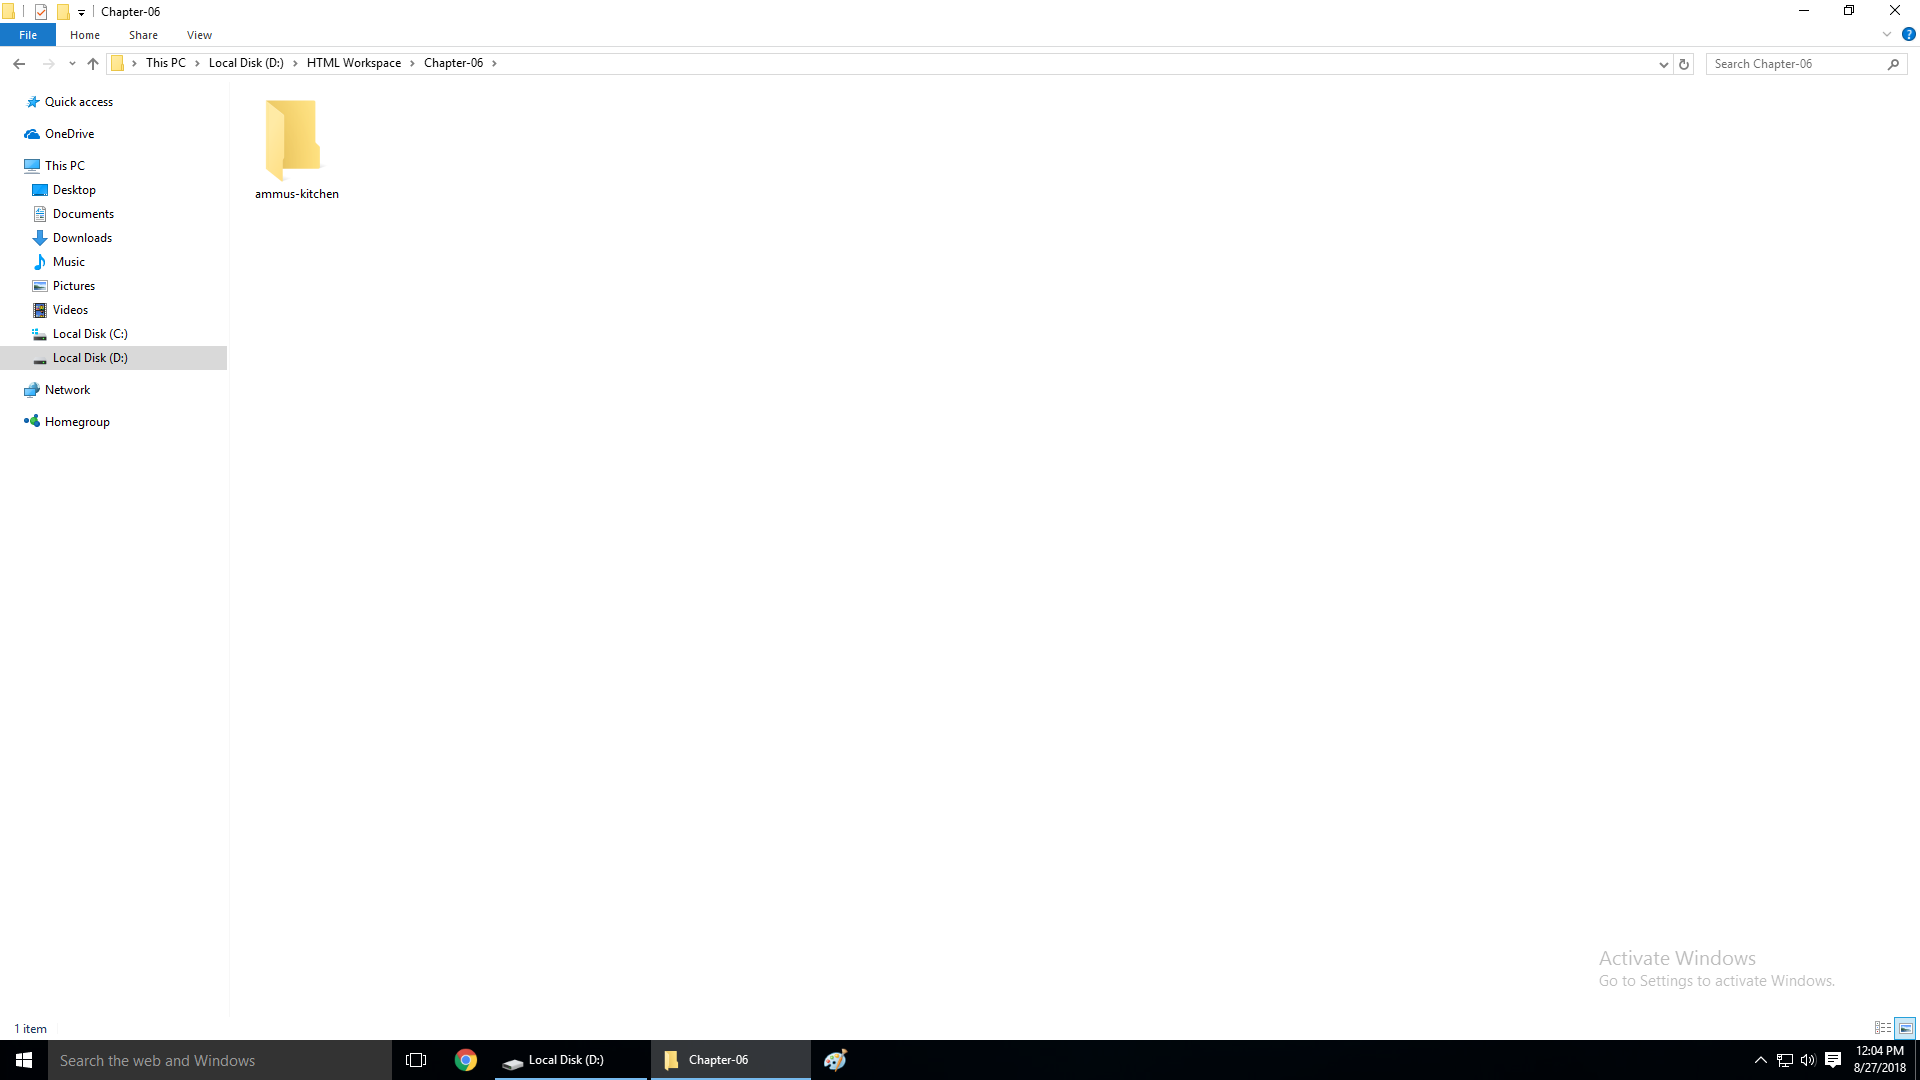 Chapter-06
File Home Share View
This PC Local Disk (D:) HTML Workspace Chapter-06
Search Chapter-06
Quick access
OneDrive
This PC
Desktop
Documents
Downloads
Music
Pictures
Videos
Local Disk (C:)
Local Disk (D:)
Network
Homegroup
ammus-kitchen
Activate Windows
Go to Settings to activate Windows.
1 item
Search the web and Windows
Local Disk (D:)
Chapter-06
12:04 PM
8/27/2018